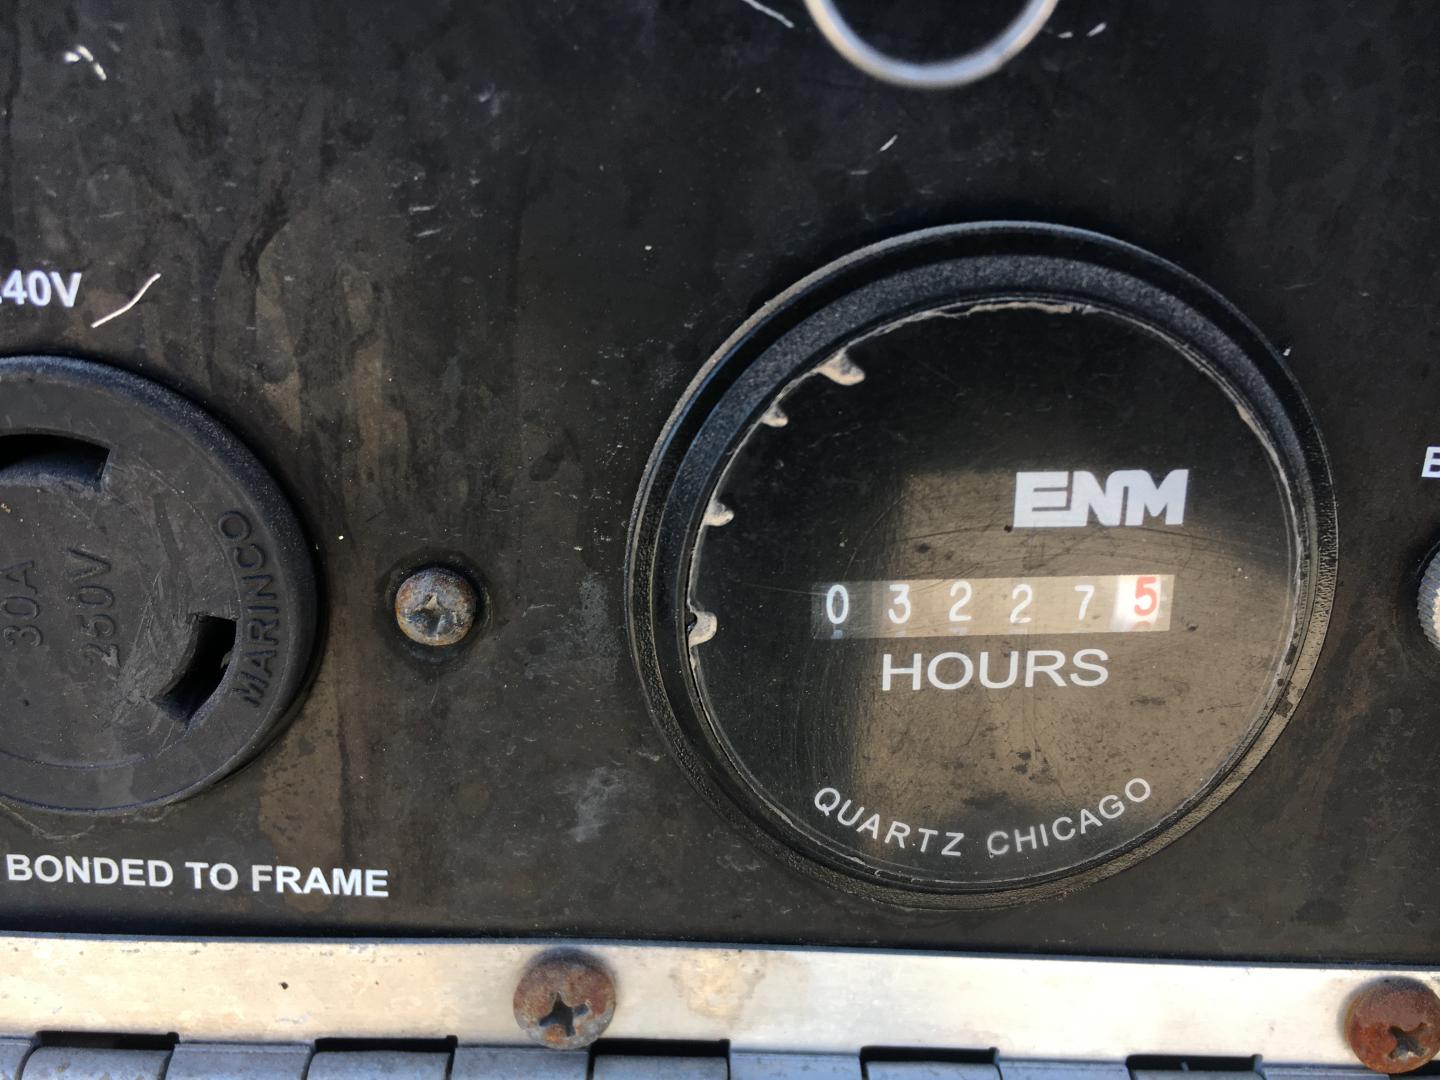 40V
30A
250V
MARINCO
BONDED TO FRAME
ENM
032275
HOURS
QUARTZ CHICAGO